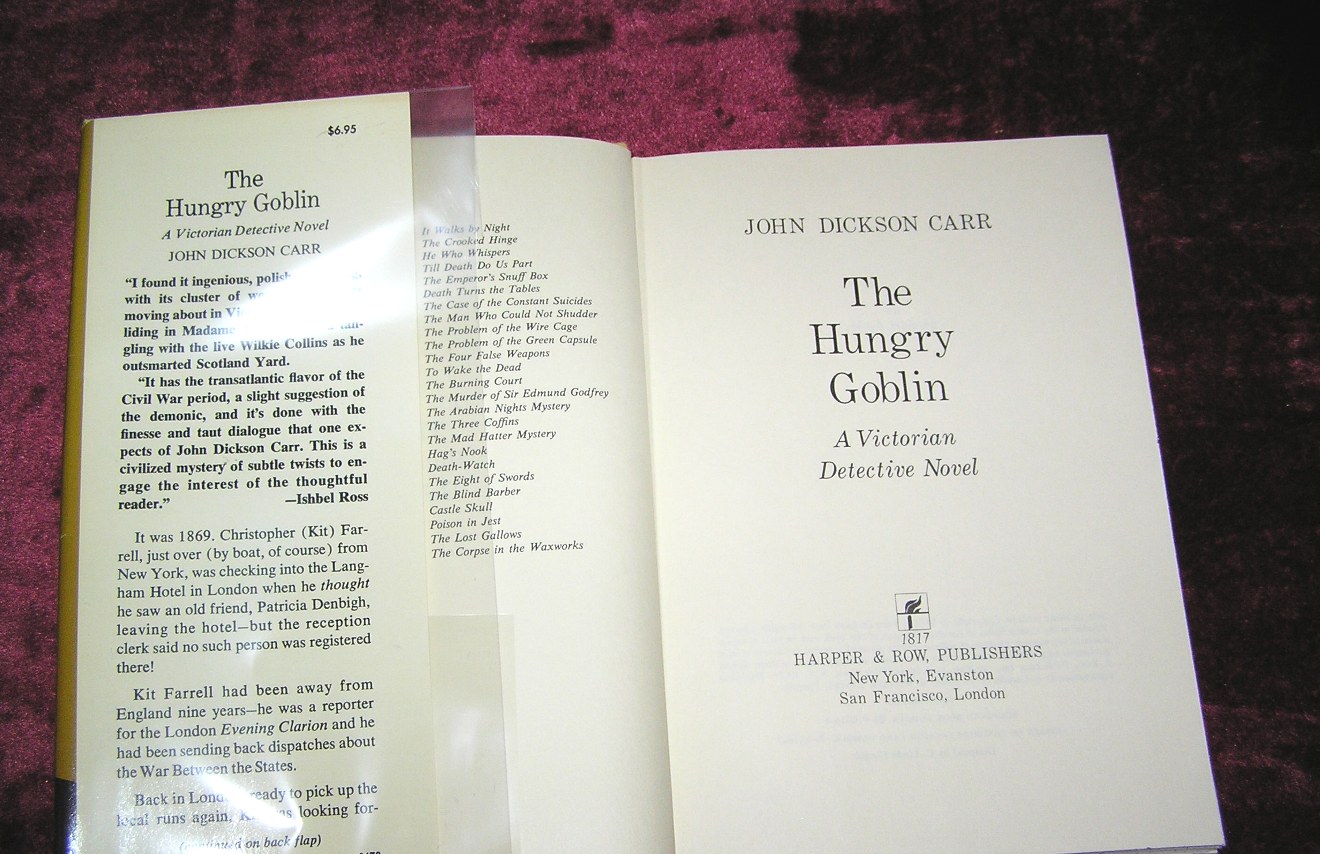 $6.95
The
Hungry Goblin
A Victorian Detective Novel
JOHN DICKSON CARR
"I found it ingenious,
with its cluster of
moving about in
liding in Madame
gling with the live Wilkie Collins as he
outsmarted Scotland Yard.
"It has the transatlantic flavor of the
Civil War period, a slight suggestion of
the demonic, and it's done with the
finesse and taut dialogue that one ex-
pects of John Dickson Carr. This is a
civilized mystery of subtle twists to en-
gage the interest of the thoughtful
reader." —Ishbel Ross
It was 1869. Christopher (Kit) Far-
rell, just over (by boat, of course) from
New York, was checking into the Lang-
ham Hotel in London when he thought
he saw an old friend, Patricia Denbigh,
leaving the hotel—but the reception
clerk said no such person was registered
there!
Kit Farrell had been away from
England nine years—he was a reporter
for the London Evening Clarion and he
had been sending back dispatches about
the War Between the States.
Back in ready to pick up the
local runs again, looking for-
(continued on back flap)
It Walks by Night
The Crooked Hinge
He Who Whispers
Till Death Do Us Part
The Emperor's Snuff Box
Death Turns the Tables
The Case of the Constant Suicides
The Man Who Could Not Shudder
The Problem of the Wire Cage
The Problem of the Green Capsule
The Four False Weapons
To Wake the Dead
The Burning Court
The Murder of Sir Edmund Godfrey
The Arabian Nights Mystery
The Three Coffins
The Mad Hatter Mystery
Hag's Nook
Death-Watch
The Eight of Swords
The Blind Barber
Castle Skull
Poison in Jest
The Lost Gallows
The Corpse in the Waxworks
JOHN DICKSON CARR
The
Hungry
Goblin
A Victorian
Detective Novel
1817
HARPER & ROW, PUBLISHERS
New York, Evanston
San Francisco, London